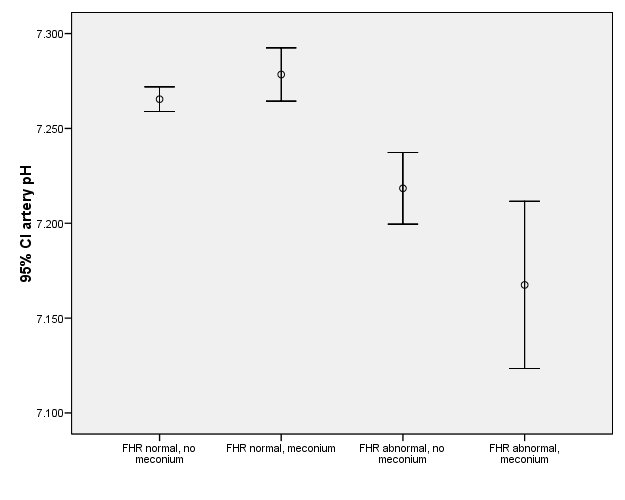 7.300
7.250
7.200
7.150
7.100
95% CI artery pH
FHR normal, no
meconium
FHR normal, meconium
FHR abnormal, no
meconium
FHR abnormal,
meconium